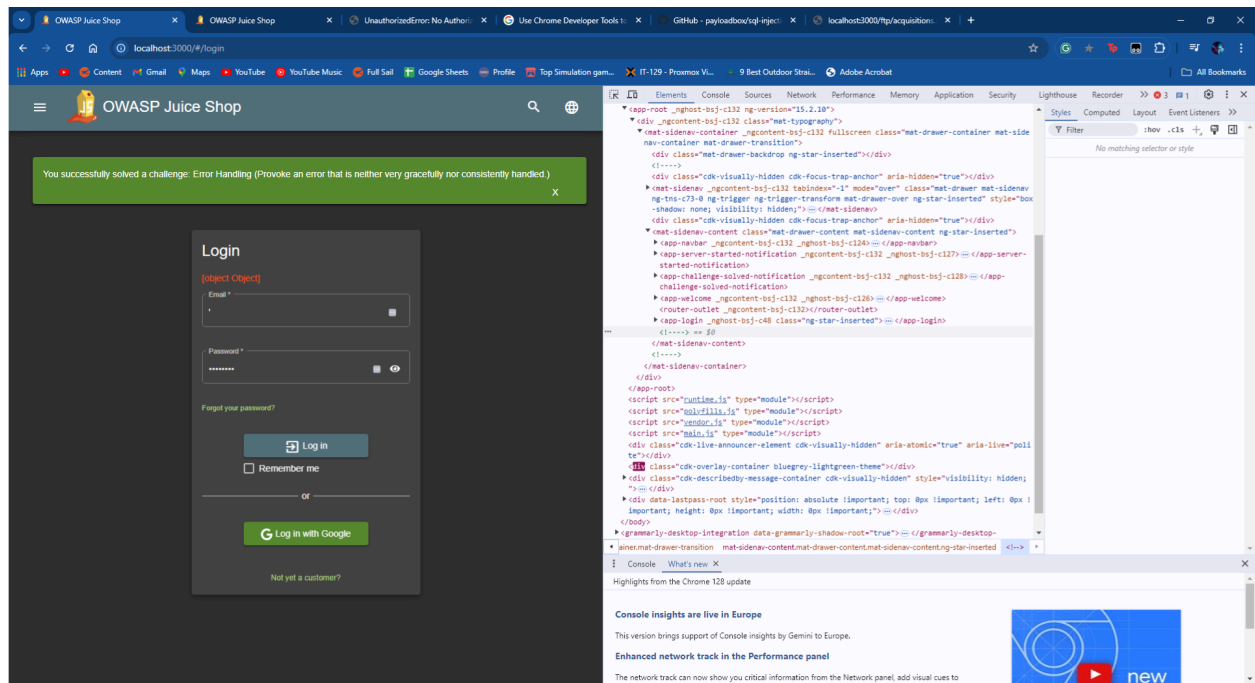 OWASP Juice Shop
OWASP Juice Shop
UnauthorizedError: No Authoriz
Use Chrome Developer Tools to
GitHub - payloadbox/sql-injecti
localhost:3000/ftp/acquisitions.
localhost:3000/#/login
Apps
Content
Gmail
Maps
YouTube
YouTube Music
Full Sail
Google Sheets
Profile
Top Simulation gam...
IT-129 - Proxmox Vi...
9 Best Outdoor Strai...
Adobe Acrobat
All Bookmarks
OWASP Juice Shop
You successfully solved a challenge: Error Handling (Provoke an error that is neither very gracefully nor consistently handled.)
X
Login
[object Object]
Email *
'
Password *
••••••••
Forgot your password?
Log in
Remember me
or
Log in with Google
Not yet a customer?
Elements Console Sources Network Performance Memory Application Security Lighthouse Recorder 3 1
<app-root _nghost-bsj-c132 ng-version="15.2.10">
<div _ngcontent-bsj-c132 class="mat-typography">
<mat-sidenav-container _ngcontent-bsj-c132 fullscreen class="mat-drawer-container mat-side
nav-container mat-drawer-transition">
<div class="mat-drawer-backdrop ng-star-inserted"></div>
<!---->
<div class="cdk-visually-hidden cdk-focus-trap-anchor" aria-hidden="true"></div>
<mat-sidenav _ngcontent-bsj-c132 tabindex="-1" mode="over" class="mat-drawer mat-sidenav
ng-tns-c73-0 ng-trigger ng-trigger-transform mat-drawer-over ng-star-inserted" style="box
-shadow: none; visibility: hidden;">…</mat-sidenav>
<div class="cdk-visually-hidden cdk-focus-trap-anchor" aria-hidden="true"></div>
<mat-sidenav-content class="mat-drawer-content mat-sidenav-content ng-star-inserted">
<app-navbar _ngcontent-bsj-c132 _nghost-bsj-c124>…</app-navbar>
<app-server-started-notification _ngcontent-bsj-c132 _nghost-bsj-c127>…</app-server-
started-notification>
<app-challenge-solved-notification _ngcontent-bsj-c132 _nghost-bsj-c128>…</app-
challenge-solved-notification>
<app-welcome _ngcontent-bsj-c132 _nghost-bsj-c126>…</app-welcome>
<router-outlet _ngcontent-bsj-c132></router-outlet>
<app-login _nghost-bsj-c48 class="ng-star-inserted">…</app-login>
<!----> == $0
</mat-sidenav-content>
<!---->
</mat-sidenav-container>
</div>
</app-root>
<script src="runtime.js" type="module"></script>
<script src="polyfills.js" type="module"></script>
<script src="vendor.js" type="module"></script>
<script src="main.js" type="module"></script>
<div class="cdk-live-announcer-element cdk-visually-hidden" aria-atomic="true" aria-live="poli
te"></div>
<div class="cdk-overlay-container bluegrey-lightgreen-theme"></div>
<div class="cdk-describedby-message-container cdk-visually-hidden" style="visibility: hidden;
">…</div>
<div data-lastpass-root style="position: absolute !important; top: 0px !important; left: 0px !
important; height: 0px !important; width: 0px !important;">…</div>
</body>
<grammarly-desktop-integration data-grammarly-shadow-root="true">…</grammarly-desktop-
ainer.mat-drawer-transition mat-sidenav-content.mat-drawer-content.mat-sidenav-content.ng-star-inserted <!-->
Styles Computed Layout Event Listeners
Filter :hov .cls
No matching selector or style
Console What's new
Highlights from the Chrome 128 update
Console insights are live in Europe
This version brings support of Console insights by Gemini to Europe.
Enhanced network track in the Performance panel
The network track can now show you critical information from the Network panel, add visual cues to
new